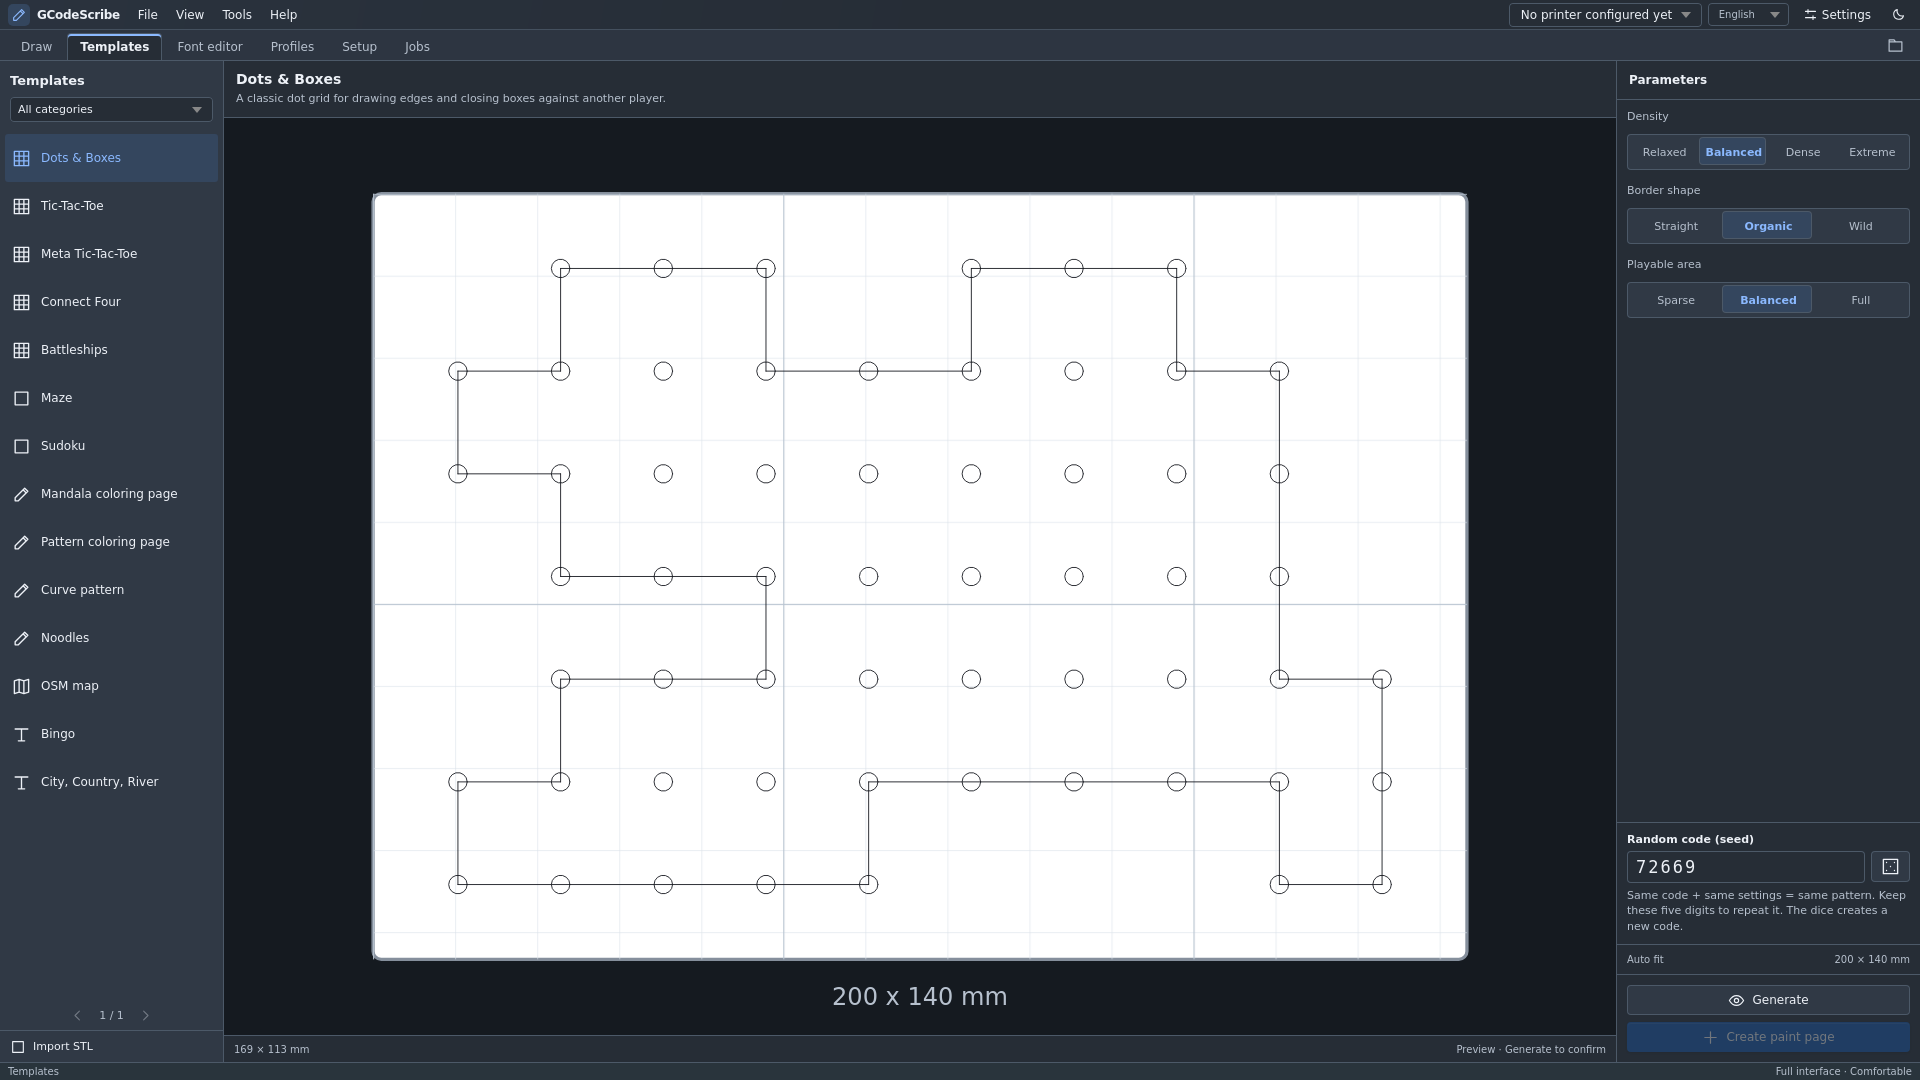 GCodeScribe File View Tools Help
No printer configured yet English Settings
Draw Templates Font editor Profiles Setup Jobs
Templates
All categories
Dots & Boxes
Tic-Tac-Toe
Meta Tic-Tac-Toe
Connect Four
Battleships
Maze
Sudoku
Mandala coloring page
Pattern coloring page
Curve pattern
Noodles
OSM map
Bingo
City, Country, River
1 / 1
Import STL
Dots & Boxes
A classic dot grid for drawing edges and closing boxes against another player.
200 x 140 mm
169 × 113 mm
Preview · Generate to confirm
Parameters
Density
Relaxed Balanced Dense Extreme
Border shape
Straight Organic Wild
Playable area
Sparse Balanced Full
Random code (seed)
72669
Same code + same settings = same pattern. Keep
these five digits to repeat it. The dice creates a
new code.
Auto fit 200 × 140 mm
Generate
Create paint page
Templates
Full interface · Comfortable